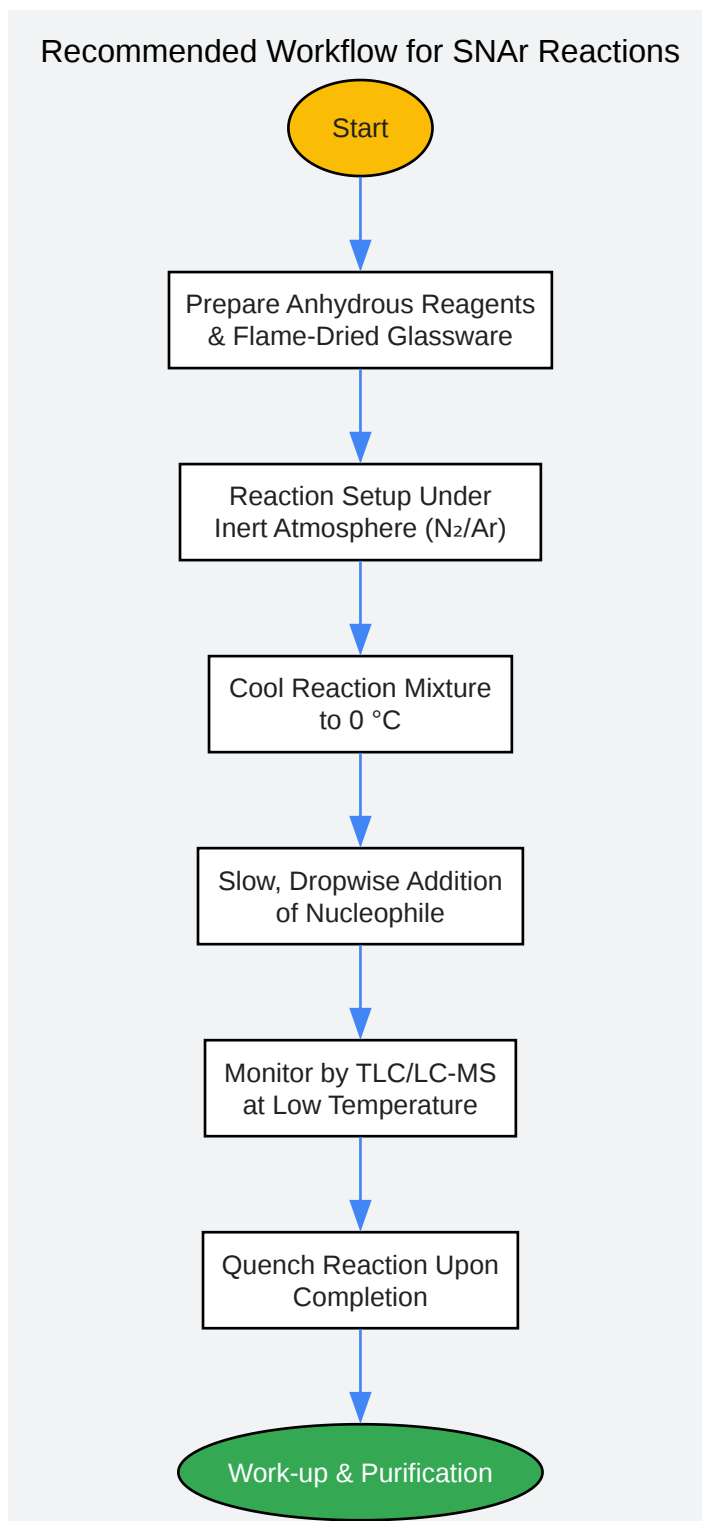 Recommended Workflow for SNAr Reactions
Start
Prepare Anhydrous Reagents
& Flame-Dried Glassware
Reaction Setup Under
Inert Atmosphere (N₂/Ar)
Cool Reaction Mixture
to 0 °C
Slow, Dropwise Addition
of Nucleophile
Monitor by TLC/LC-MS
at Low Temperature
Quench Reaction Upon
Completion
Work-up & Purification